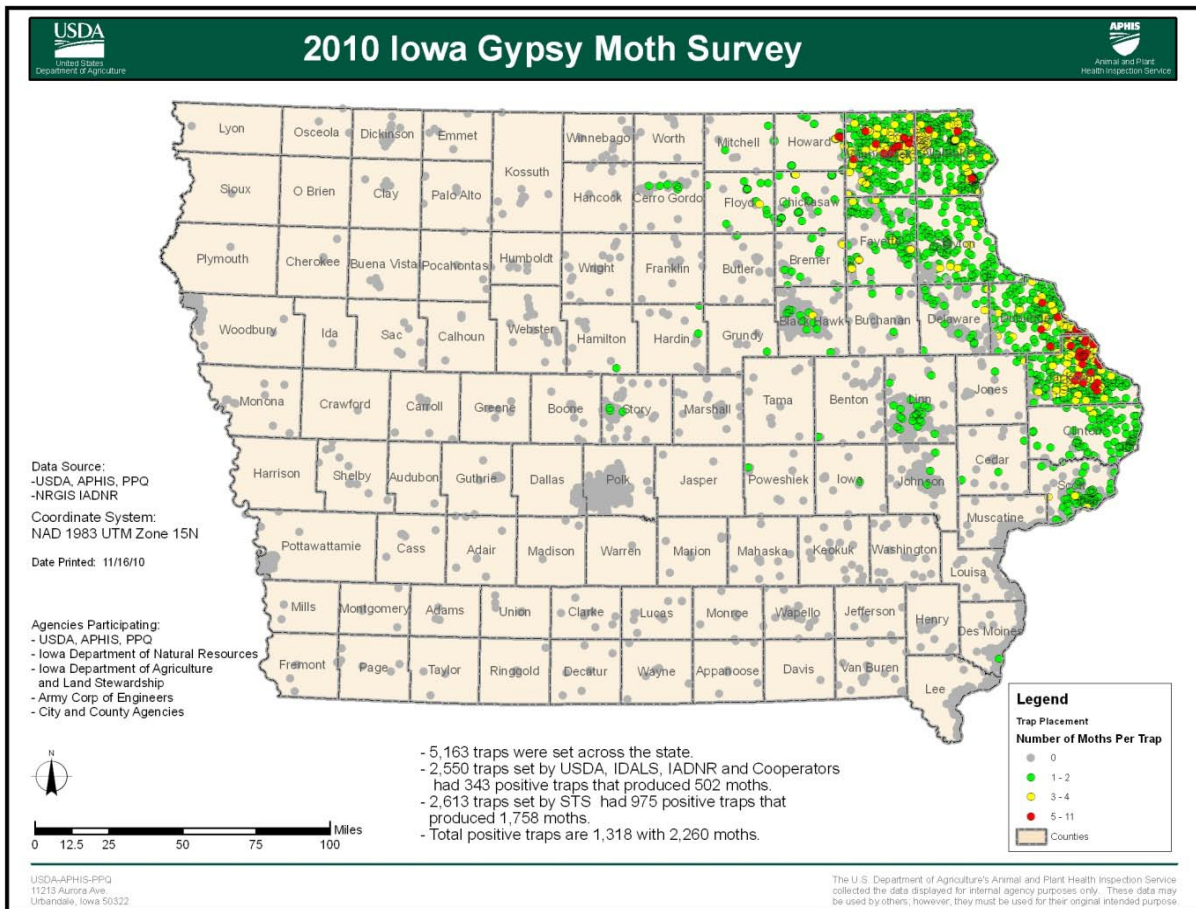 USDA
United States
Department of Agriculture
2010 Iowa Gypsy Moth Survey
APHIS
Animal and Plant
Health Inspection Service
Lyon
Osceola
Dickinson
Emmet
Winnebago
Worth
Mitchell
Howard
Kossuth
Sioux
O Brien
Clay
Palo Alto
Hancock
Cerro Gordo
Floyd
Chickasaw
Plymouth
Cherokee
Buena Vista
Pocahontas
Humboldt
Wright
Franklin
Butler
Bremer
Fayette
Woodbury
Ida
Sac
Calhoun
Webster
Hamilton
Hardin
Grundy
Black Hawk
Buchanan
Delaware
Monona
Crawford
Carroll
Greene
Boone
Story
Marshall
Tama
Benton
Linn
Jones
Clinton
Harrison
Shelby
Audubon
Guthrie
Dallas
Polk
Jasper
Poweshiek
Iowa
Johnson
Cedar
Muscatine
Pottawattamie
Cass
Adair
Madison
Warren
Marion
Mahaska
Keokuk
Washington
Louisa
Mills
Montgomery
Adams
Union
Clarke
Lucas
Monroe
Wapello
Jefferson
Henry
Des Moines
Fremont
Page
Taylor
Ringgold
Decatur
Wayne
Appanoose
Davis
Van Buren
Lee
Data Source:
-USDA, APHIS, PPQ
-NRGIS IADNR
Coordinate System:
NAD 1983 UTM Zone 15N
Date Printed: 11/16/10
Agencies Participating:
- USDA, APHIS, PPQ
- Iowa Department of Natural Resources
- Iowa Department of Agriculture
and Land Stewardship
- Army Corp of Engineers
- City and County Agencies
N
Miles
0 12.5 25 50 75 100
- 5,163 traps were set across the state.
- 2,550 traps set by USDA, IDALS, IADNR and Cooperators
had 343 positive traps that produced 502 moths.
- 2,613 traps set by STS had 975 positive traps that
produced 1,758 moths.
- Total positive traps are 1,318 with 2,260 moths.
Legend
Trap Placement
Number of Moths Per Trap
0
1 - 2
3 - 4
5 - 11
Counties
USDA-APHIS-PPQ
11213 Aurora Ave.
Urbandale, Iowa 50322
The U.S. Department of Agriculture's Animal and Plant Health Inspection Service
collected the data displayed for internal agency purposes only. These data may
be used by others, however, they must be used for their original intended purpose